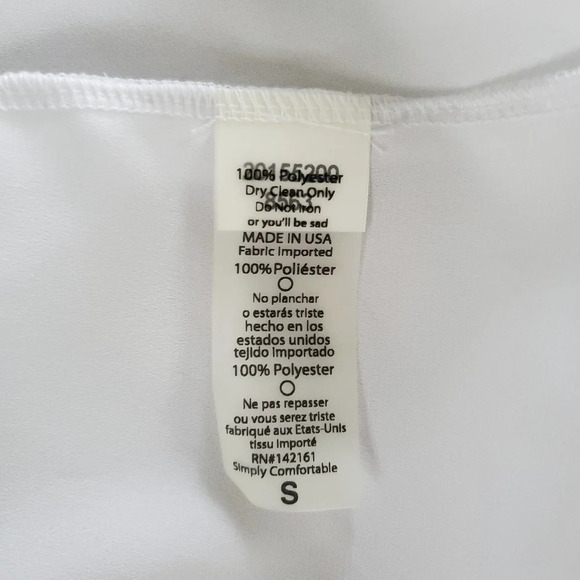 20155200
100% Polyester
Dry Clean Only
8563
Do Not Iron
or you'll be sad
MADE IN USA
Fabric Imported
100%Poliéster
No planchar
o estarás triste
hecho en los
estados unidos
tejido Importado
100% Polyester
Ne pas repasser
ou vous serez triste
fabriqué aux Etats-Unis
tissu Importé
RN#142161
Simply Comfortable
S